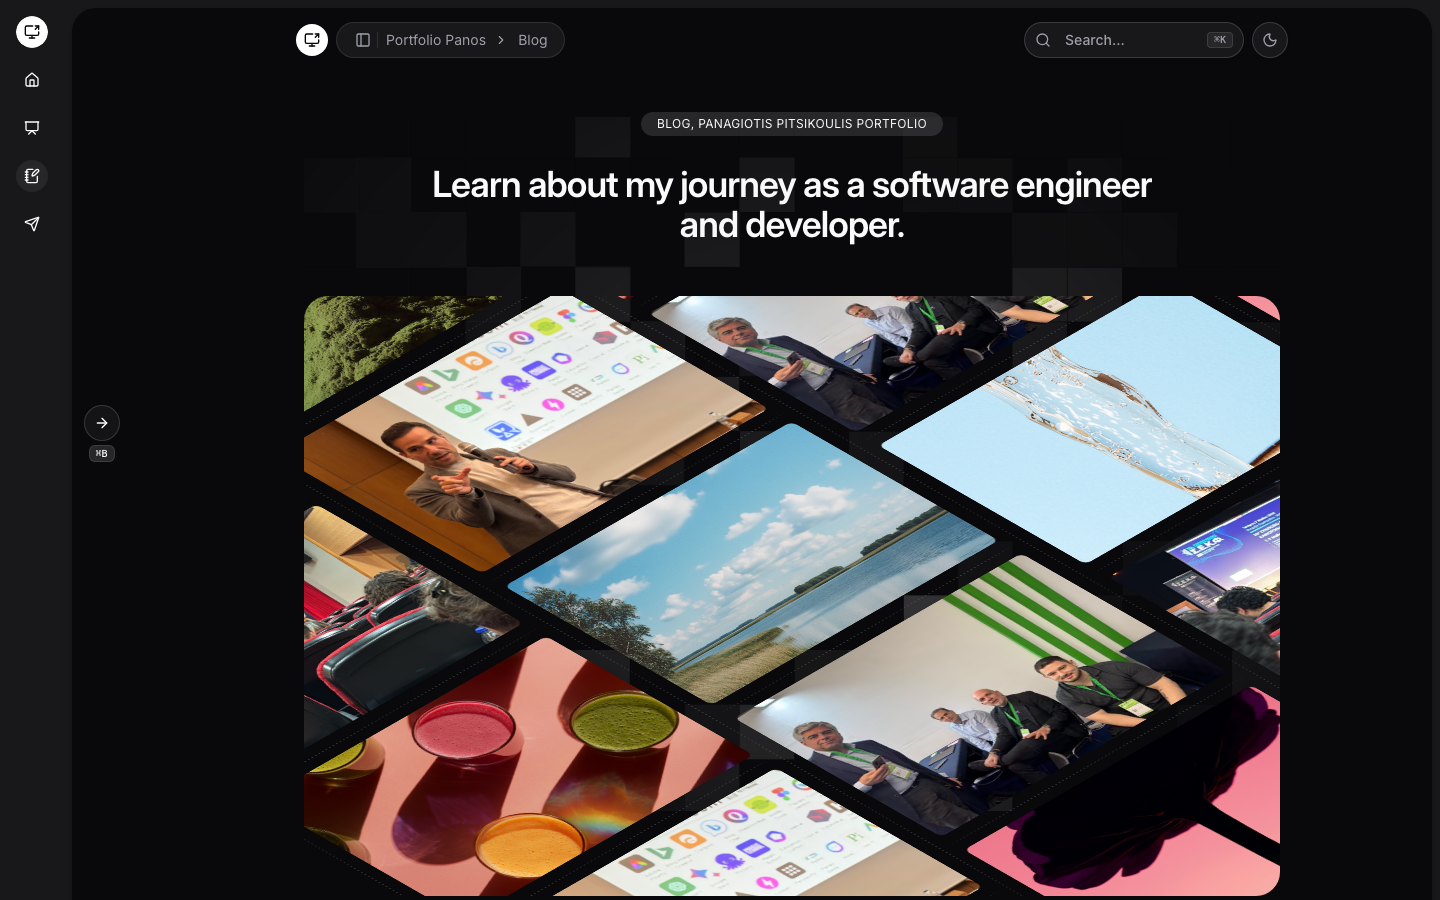 Portfolio Panos
Blog
Search...
⌘K
BLOG, PANAGIOTIS PITSIKOULIS PORTFOLIO
Learn about my journey as a software engineer
and developer.
⌘B